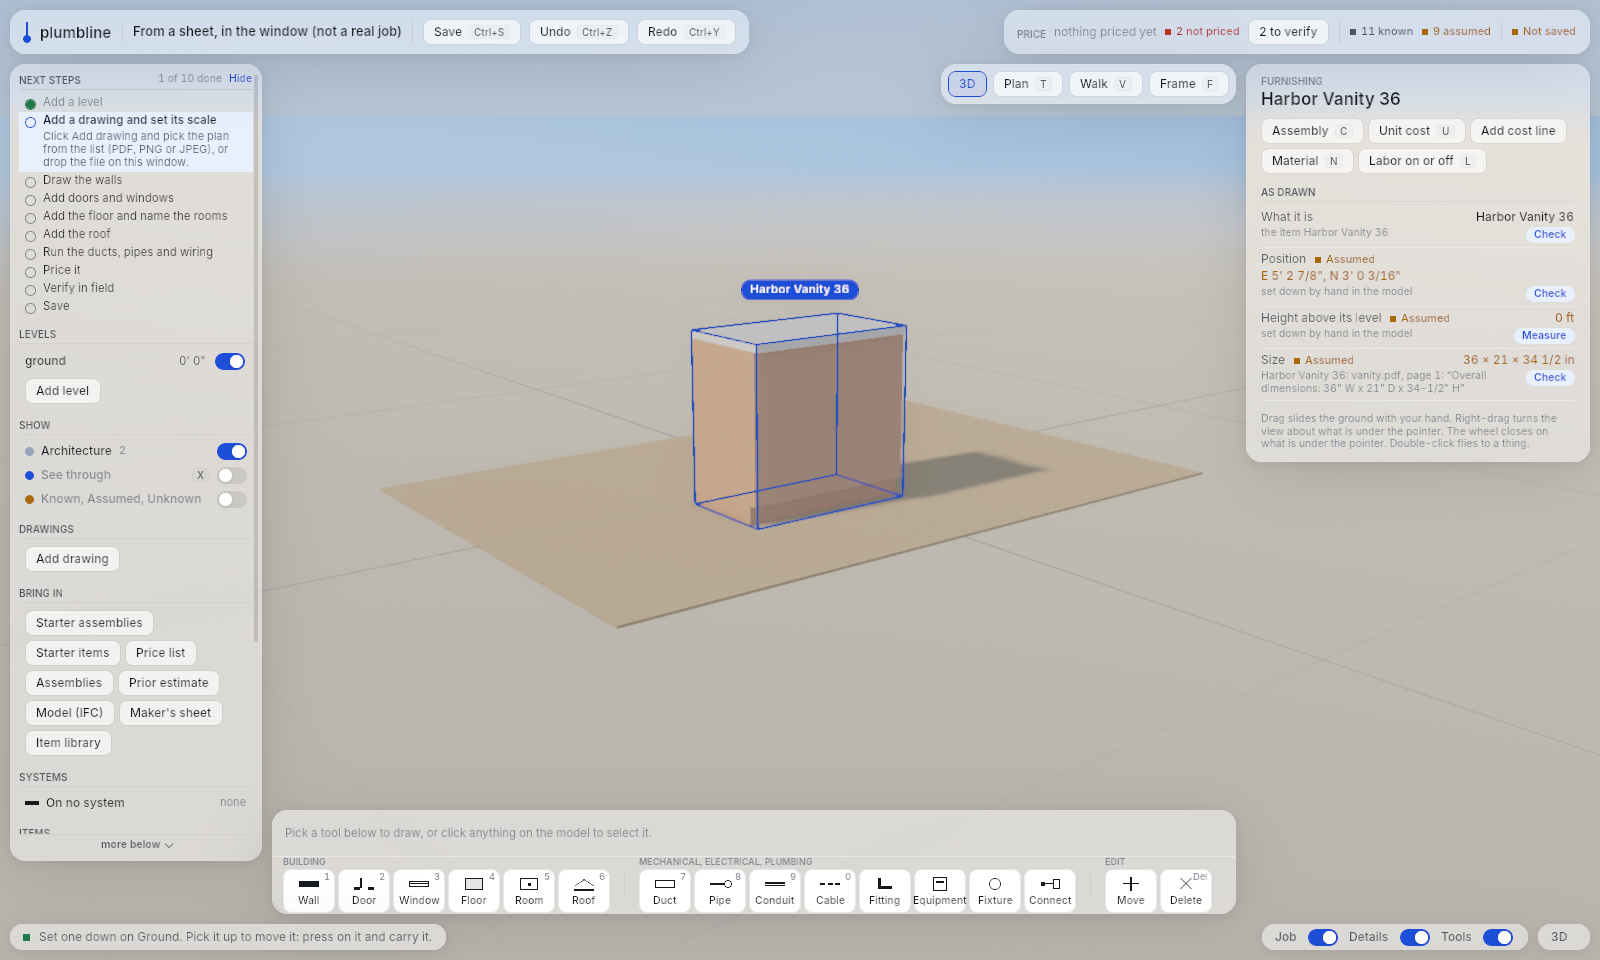 plumbline
From a sheet, in the window (not a real job)
Save Ctrl+S
Undo Ctrl+Z
Redo Ctrl+Y
PRICE nothing priced yet 2 not priced 2 to verify 11 known 9 assumed Not saved
NEXT STEPS 1 of 10 done Hide
Add a level
Add a drawing and set its scale
Click Add drawing and pick the plan
from the list (PDF, PNG or JPEG), or
drop the file on this window.
Draw the walls
Add doors and windows
Add the floor and name the rooms
Add the roof
Run the ducts, pipes and wiring
Price it
Verify in field
Save
LEVELS
ground 0' 0"
Add level
SHOW
Architecture 2
See through X
Known, Assumed, Unknown
DRAWINGS
Add drawing
BRING IN
Starter assemblies
Starter items Price list
Assemblies Prior estimate
Model (IFC) Maker's sheet
Item library
SYSTEMS
On no system none
ITEMS
more below
3D Plan T Walk V Frame F
Harbor Vanity 36
FURNISHING
Harbor Vanity 36
Assembly C Unit cost U Add cost line
Material N Labor on or off L
AS DRAWN
What it is Harbor Vanity 36
the item Harbor Vanity 36 Check
Position Assumed
E 5' 2 7/8", N 3' 0 3/16"
set down by hand in the model Check
Height above its level Assumed 0 ft
set down by hand in the model Measure
Size Assumed 36 × 21 × 34 1/2 in
Harbor Vanity 36: vanity.pdf, page 1: "Overall Check
dimensions: 36" W x 21" D x 34-1/2" H"
Drag slides the ground with your hand. Right-drag turns the
view about what is under the pointer. The wheel closes on
what is under the pointer. Double-click flies to a thing.
Pick a tool below to draw, or click anything on the model to select it.
BUILDING MECHANICAL, ELECTRICAL, PLUMBING EDIT
1 2 3 4 5 6 7 8 9 0 Del
Wall Door Window Floor Room Roof Duct Pipe Conduit Cable Fitting Equipment Fixture Connect Move Delete
Set one down on Ground. Pick it up to move it: press on it and carry it.
Job Details Tools 3D